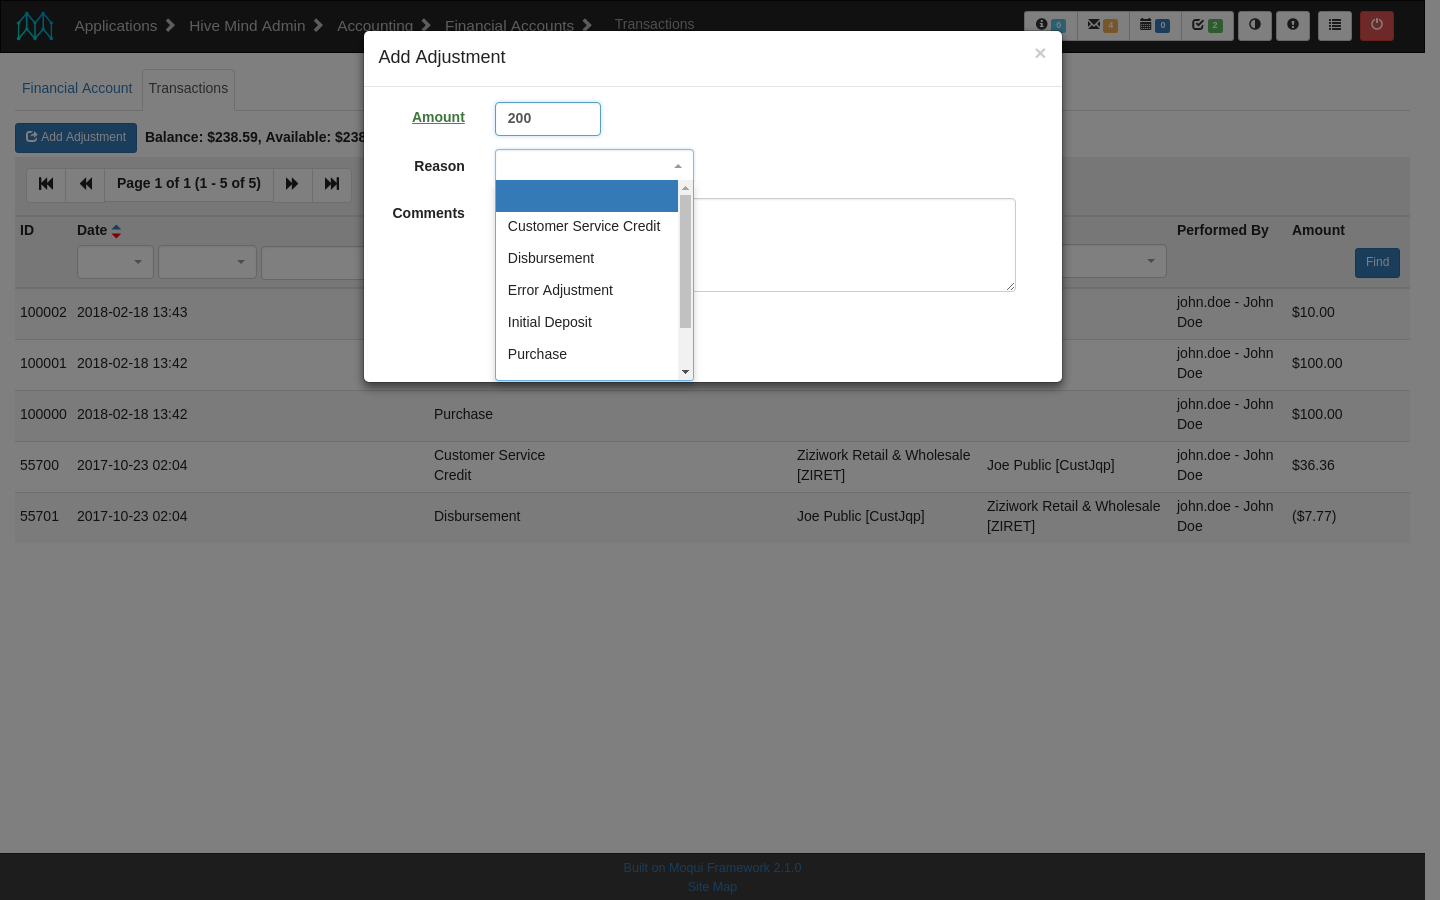 Applications Hive Mind Admin Accounting Financial Accounts Transactions 0 4 0 2
Add Adjustment ×
Financial Account Transactions
Amount 200
Add Adjustment Balance: $238.59, Available: $238
Reason
Page 1 of 1 (1 - 5 of 5)
Customer Service Credit
Disbursement
Error Adjustment
Initial Deposit
Purchase
Comments
ID Date Performed By Amount
Find
100002 2018-02-18 13:43 john.doe - John Doe $10.00
100001 2018-02-18 13:42 john.doe - John Doe $100.00
100000 2018-02-18 13:42 Purchase john.doe - John Doe $100.00
55700 2017-10-23 02:04 Customer Service Credit Ziziwork Retail & Wholesale [ZIRET] Joe Public [CustJqp] john.doe - John Doe $36.36
55701 2017-10-23 02:04 Disbursement Joe Public [CustJqp] Ziziwork Retail & Wholesale [ZIRET] john.doe - John Doe ($7.77)
Built on Moqui Framework 2.1.0
Site Map